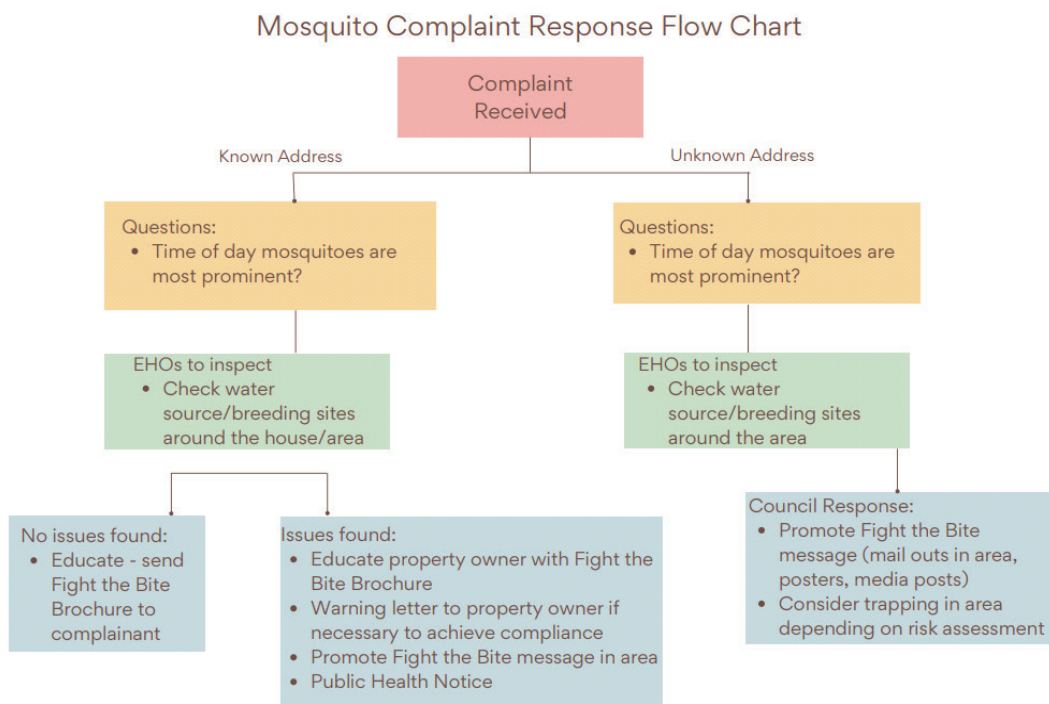 Mosquito Complaint Response Flow Chart
Complaint
Received
Known Address
Unknown Address
Questions:
• Time of day mosquitoes are
most prominent?
Questions:
• Time of day mosquitoes are
most prominent?
EHOs to inspect
• Check water
source/breeding sites
around the house/area
EHOs to inspect
• Check water
source/breeding sites
around the area
No issues found:
• Educate - send
Fight the Bite
Brochure to
complainant
Issues found:
• Educate property owner with Fight the
Bite Brochure
• Warning letter to property owner if
necessary to achieve compliance
• Promote Fight the Bite message in area
• Public Health Notice
Council Response:
• Promote Fight the Bite
message (mail outs in area,
posters, media posts)
• Consider trapping in area
depending on risk assessment